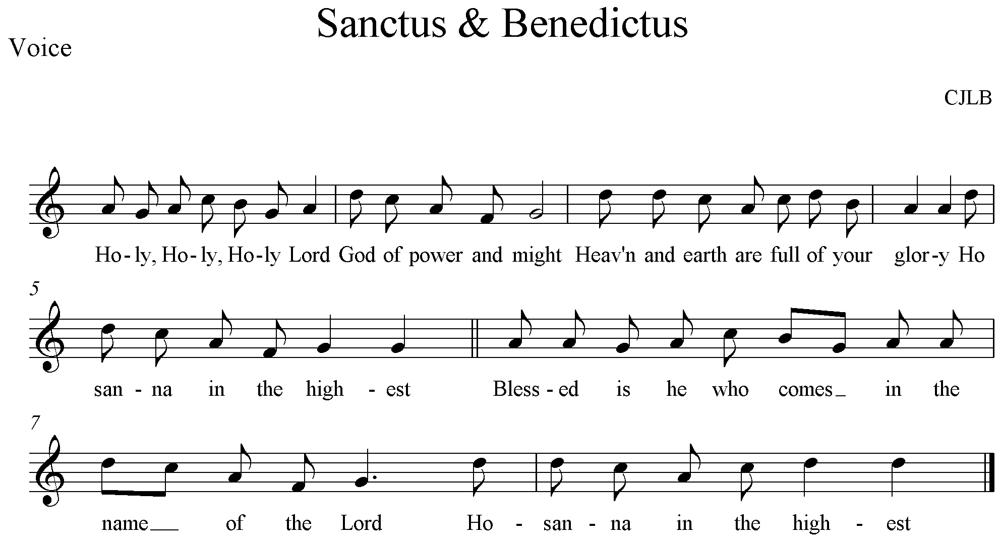 Sanctus & Benedictus
Voice
CJLB
Ho-ly, Ho-ly, Ho-ly Lord God of power and might Heav'n and earth are full of your glor-y Ho
5
san - na in the high - est Bless - ed is he who comes_ in the
7
name__ of the Lord Ho - san - na in the high - est